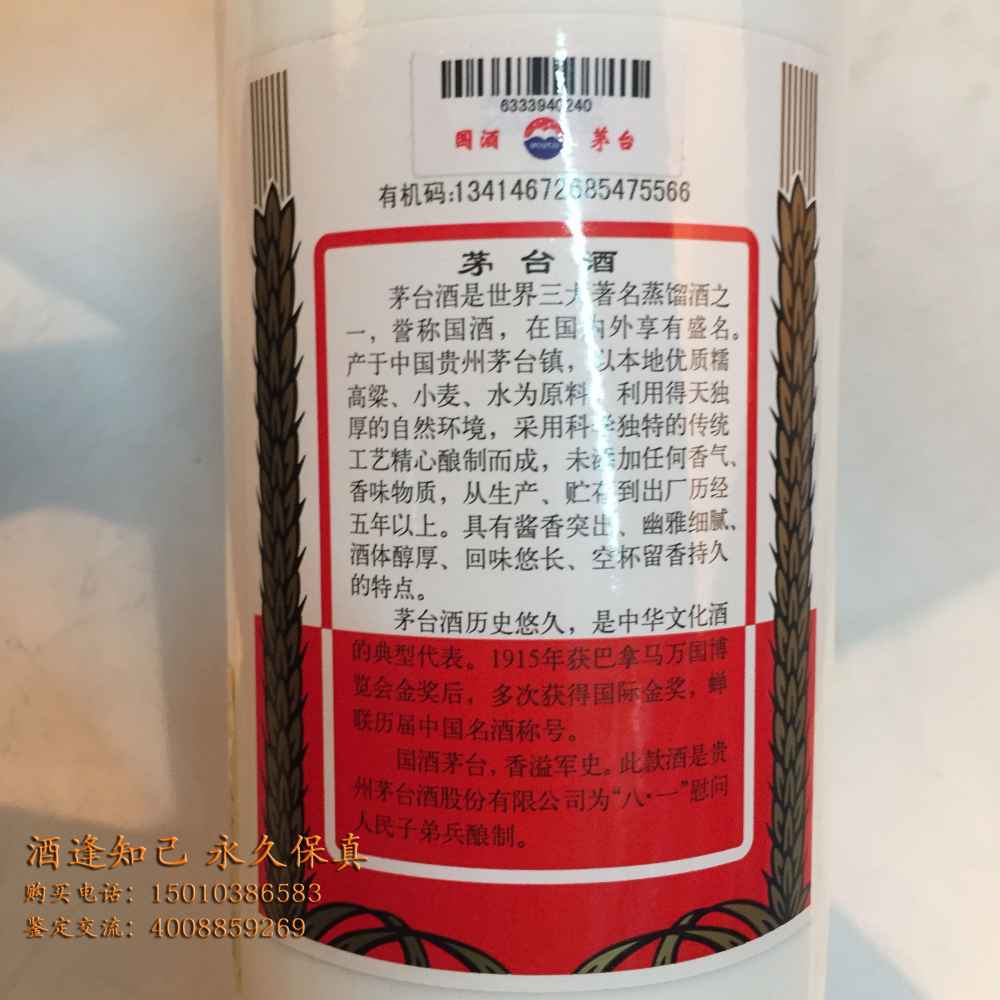 6333940240
国酒 茅台
有机码:13414672685475566
茅台酒
茅台酒是世界三大著名蒸馏酒之
一，誉称国酒，在国内外享有盛名。
产于中国贵州茅台镇，以本地优质糯
高粱、小麦、水为原料，利用得天独
厚的自然环境，采用科学独特的传统
工艺精心酿制而成，未添加任何香气、
香味物质，从生产、贮存到出厂历经
五年以上。具有酱香突出、幽雅细腻、
酒体醇厚、回味悠长、空杯留香持久
的特点。
茅台酒历史悠久，是中华文化酒
的典型代表。1915年获巴拿马万国博
览会金奖后，多次获得国际金奖，蝉
联历届中国名酒称号。
国酒茅台，香溢军史。此款酒是贵
州茅台酒股份有限公司为“八·一”慰问
人民子弟兵酿制。
酒逢知己 永久保真
购买电话：15010386583
鉴定交流：4008859269